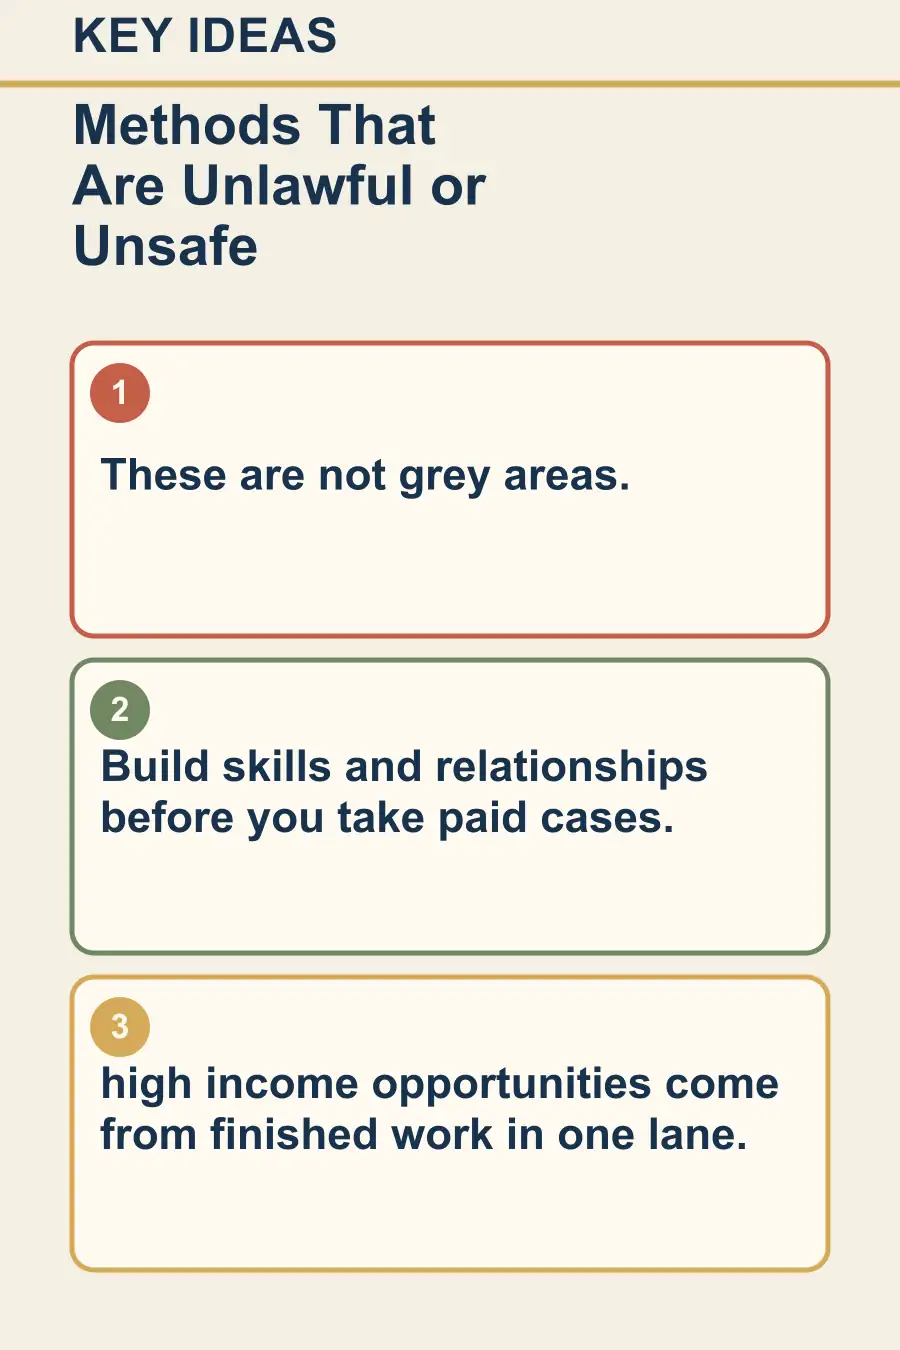 KEY IDEAS
Methods That
Are Unlawful or
Unsafe
1
These are not grey areas.
2
Build skills and relationships
before you take paid cases.
3
high income opportunities come
from finished work in one lane.